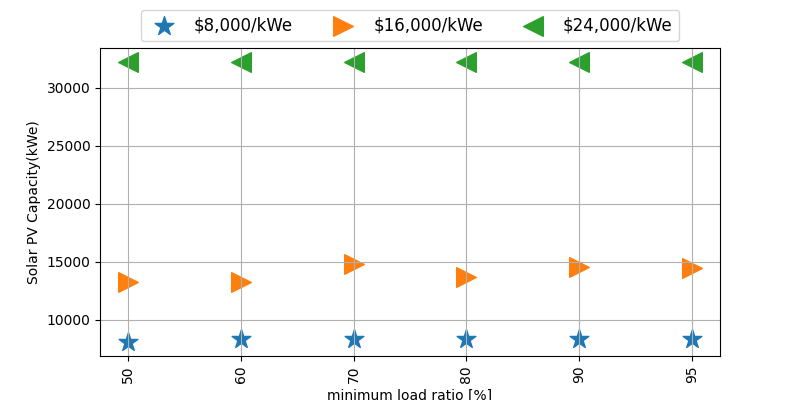 $8,000/kWe $16,000/kWe $24,000/kWe
Solar PV Capacity(kWe)
30000
25000
20000
15000
10000
50 60 70 80 90 95
minimum load ratio [%]